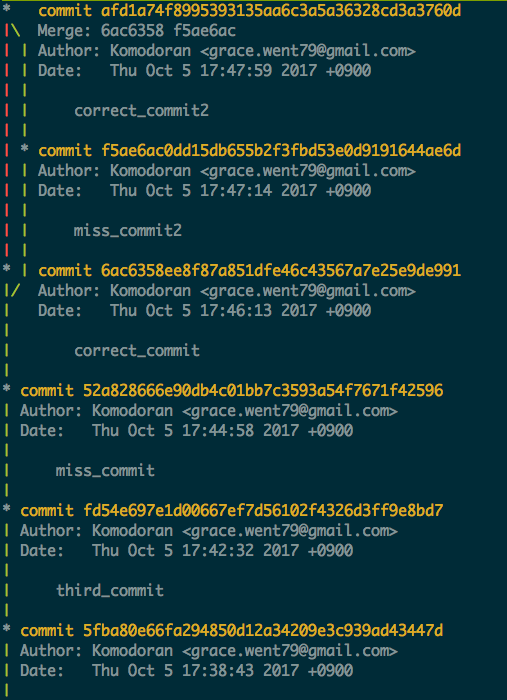 * commit afd1a74f8995393135aa6c3a5a36328cd3a3760d
|\ Merge: 6ac6358 f5ae6ac
| | Author: Komodoran <grace.went79@gmail.com>
| | Date: Thu Oct 5 17:47:59 2017 +0900
| |
| | correct_commit2
| |
| * commit f5ae6ac0dd15db655b2f3fbd53e0d9191644ae6d
| | Author: Komodoran <grace.went79@gmail.com>
| | Date: Thu Oct 5 17:47:14 2017 +0900
| |
| | miss_commit2
| |
* | commit 6ac6358ee8f87a851dfe46c43567a7e25e9de991
|/ Author: Komodoran <grace.went79@gmail.com>
| Date: Thu Oct 5 17:46:13 2017 +0900
|
| correct_commit
|
* commit 52a828666e90db4c01bb7c3593a54f7671f42596
| Author: Komodoran <grace.went79@gmail.com>
| Date: Thu Oct 5 17:44:58 2017 +0900
|
| miss_commit
|
* commit fd54e697e1d00667ef7d56102f4326d3ff9e8bd7
| Author: Komodoran <grace.went79@gmail.com>
| Date: Thu Oct 5 17:42:32 2017 +0900
|
| third_commit
|
* commit 5fba80e66fa294850d12a34209e3c939ad43447d
| Author: Komodoran <grace.went79@gmail.com>
| Date: Thu Oct 5 17:38:43 2017 +0900
|